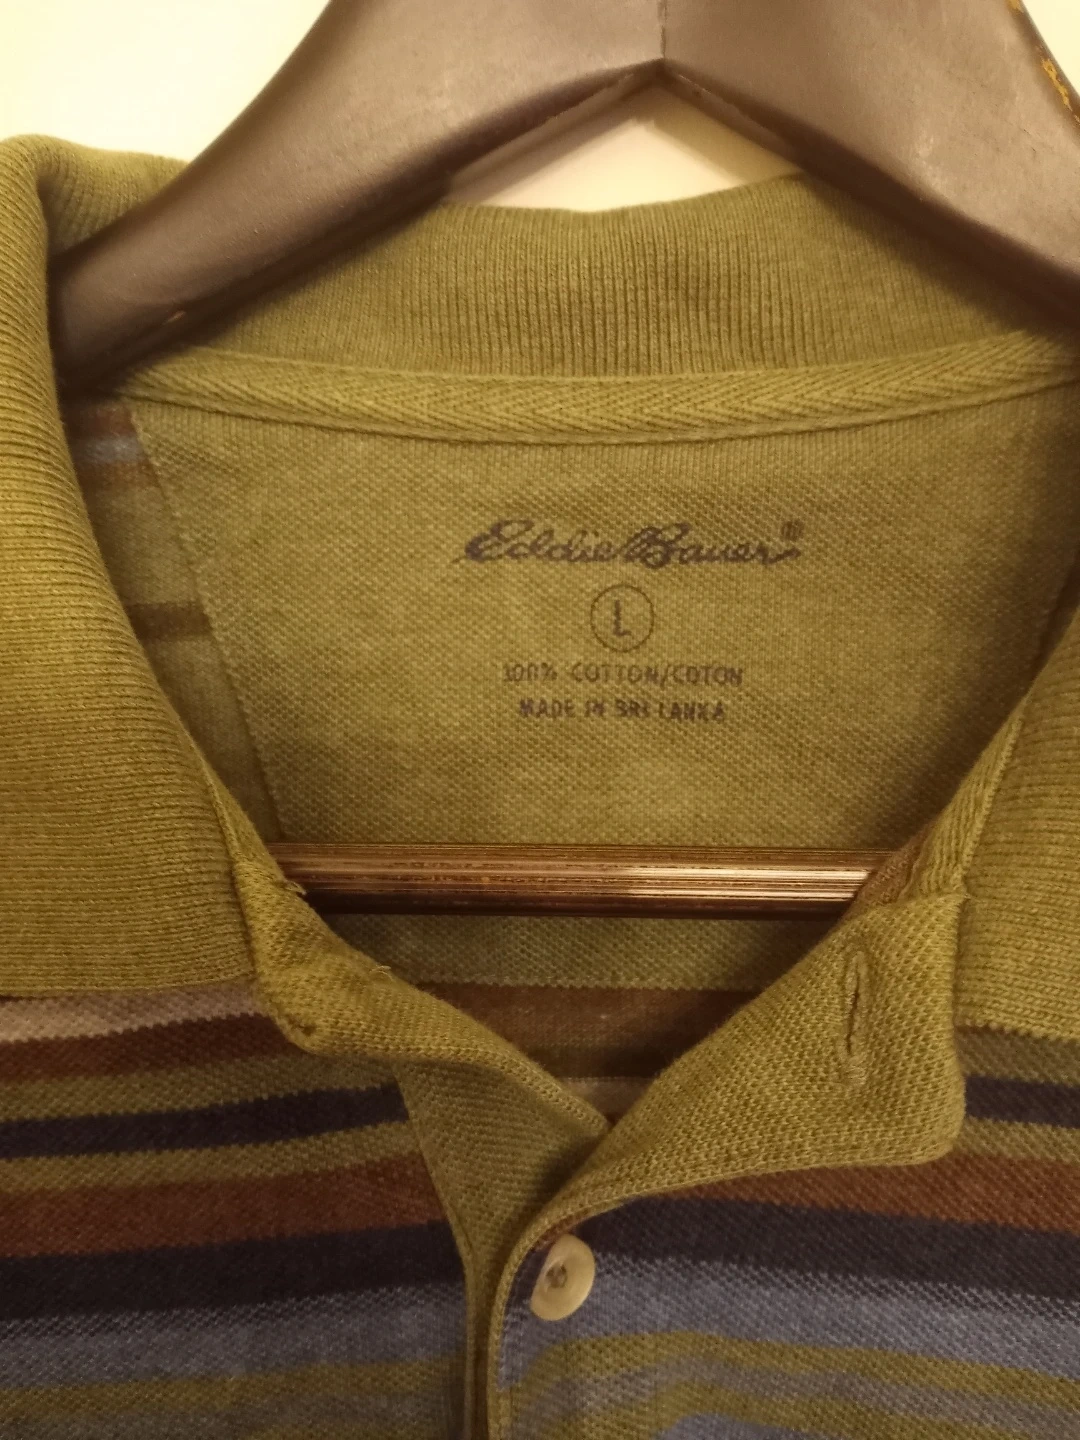 Eddie Bauer®
L
100% COTTON/COTON
MADE IN SRI LANKA